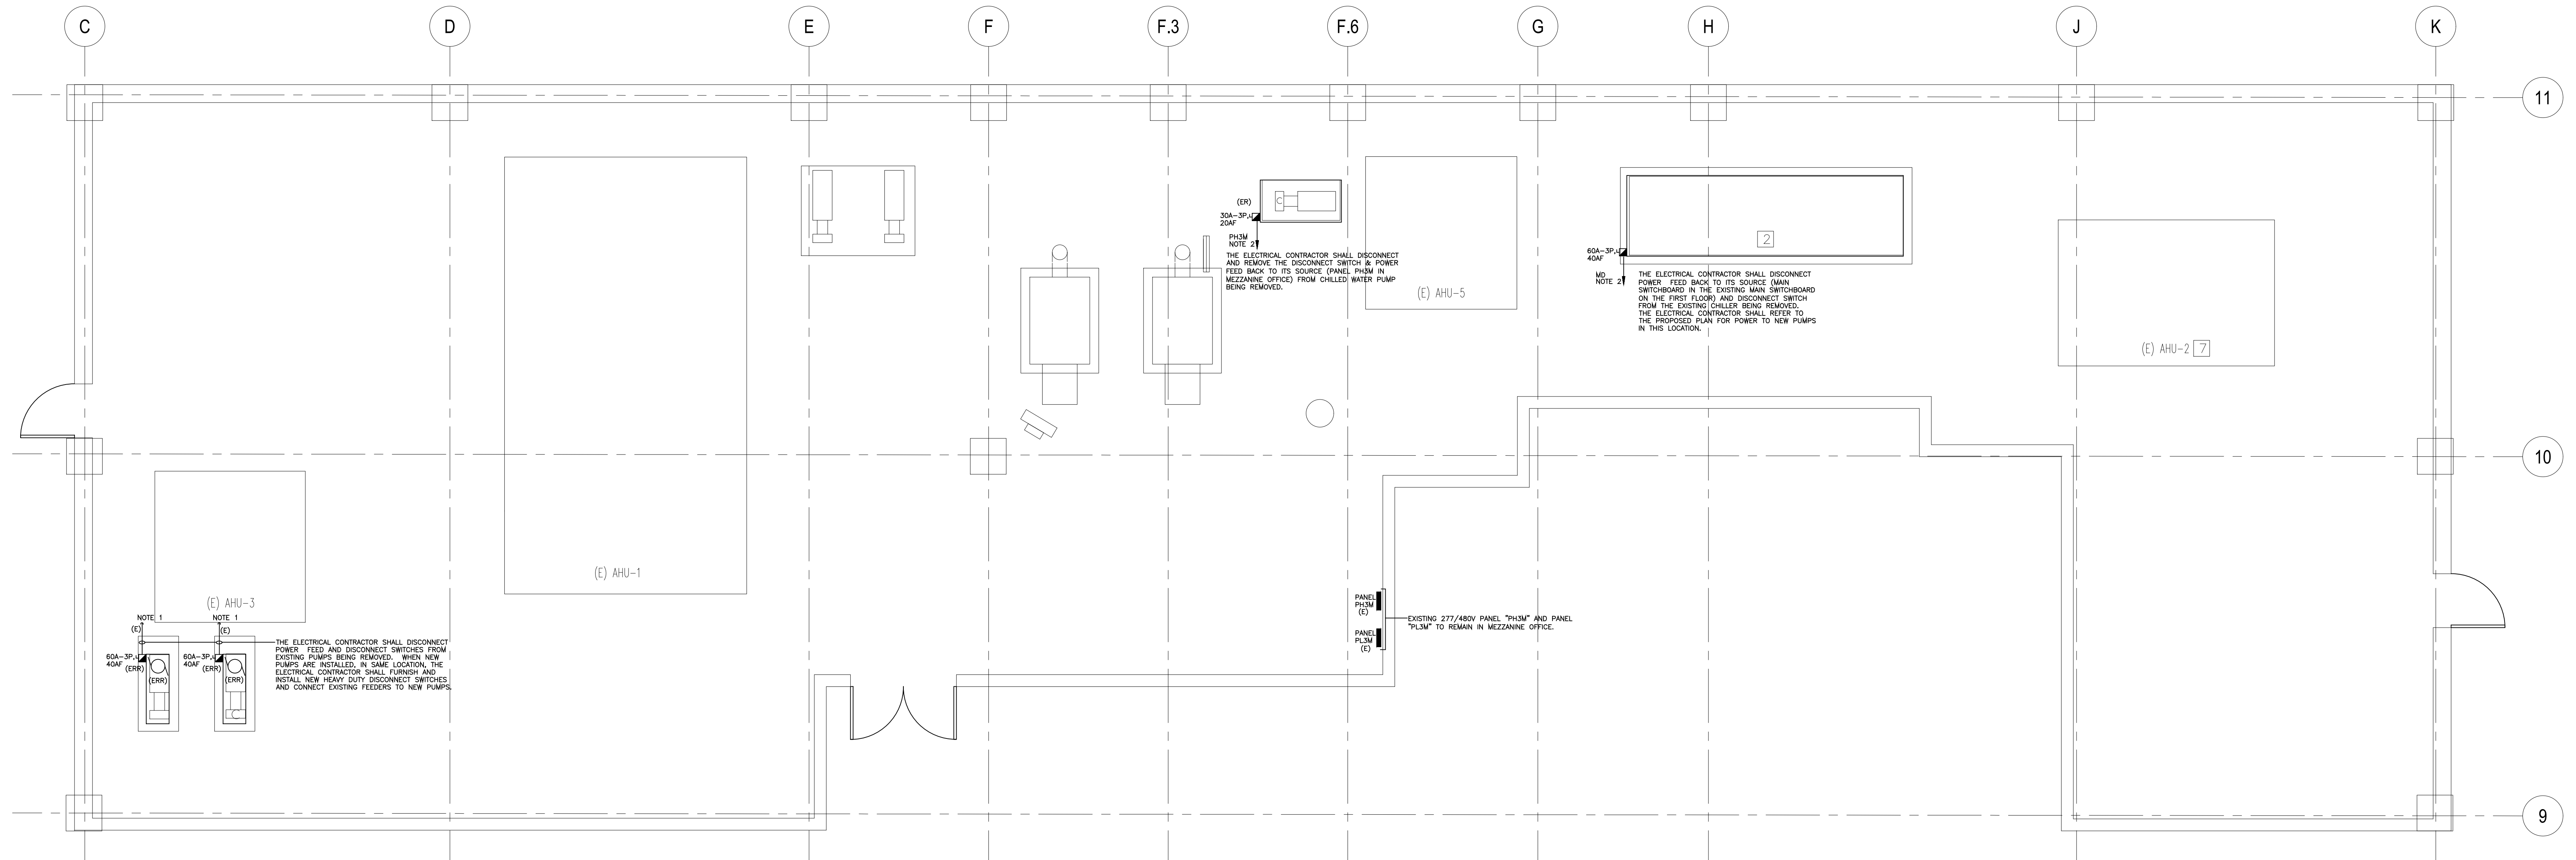 C
D
E
F
F.3
F.6
G
H
J
K
11
10
9
(ER)
30A-3P,
20AF
PH3M
NOTE 2
THE ELECTRICAL CONTRACTOR SHALL DISCONNECT
AND REMOVE THE DISCONNECT SWITCH & POWER
FEED BACK TO ITS SOURCE (PANEL PH3M IN
MEZZANINE OFFICE) FROM CHILLED WATER PUMP
BEING REMOVED.
C
(E) AHU-5
2
60A-3P,
40AF
MD
NOTE 2
THE ELECTRICAL CONTRACTOR SHALL DISCONNECT
POWER FEED BACK TO ITS SOURCE (MAIN
SWITCHBOARD IN THE EXISTING MAIN SWITCHBOARD
ON THE FIRST FLOOR) AND DISCONNECT SWITCH
FROM THE EXISTING CHILLER BEING REMOVED.
THE ELECTRICAL CONTRACTOR SHALL REFER TO
THE PROPOSED PLAN FOR POWER TO NEW PUMPS
IN THIS LOCATION.
(E) AHU-2 7
(E) AHU-1
(E) AHU-3
NOTE 1
(E)
NOTE 1
(E)
60A-3P,
40AF
(ERR)
(ERR)
60A-3P,
40AF
(ERR)
(ERR)
C
THE ELECTRICAL CONTRACTOR SHALL DISCONNECT
POWER FEED AND DISCONNECT SWITCHES FROM
EXISTING PUMPS BEING REMOVED. WHEN NEW
PUMPS ARE INSTALLED, IN SAME LOCATION, THE
ELECTRICAL CONTRACTOR SHALL FURNISH AND
INSTALL NEW HEAVY DUTY DISCONNECT SWITCHES
AND CONNECT EXISTING FEEDERS TO NEW PUMPS.
PANEL
PH3M
(E)
PANEL
PL3M
(E)
EXISTING 277/480V PANEL "PH3M" AND PANEL
"PL3M" TO REMAIN IN MEZZANINE OFFICE.